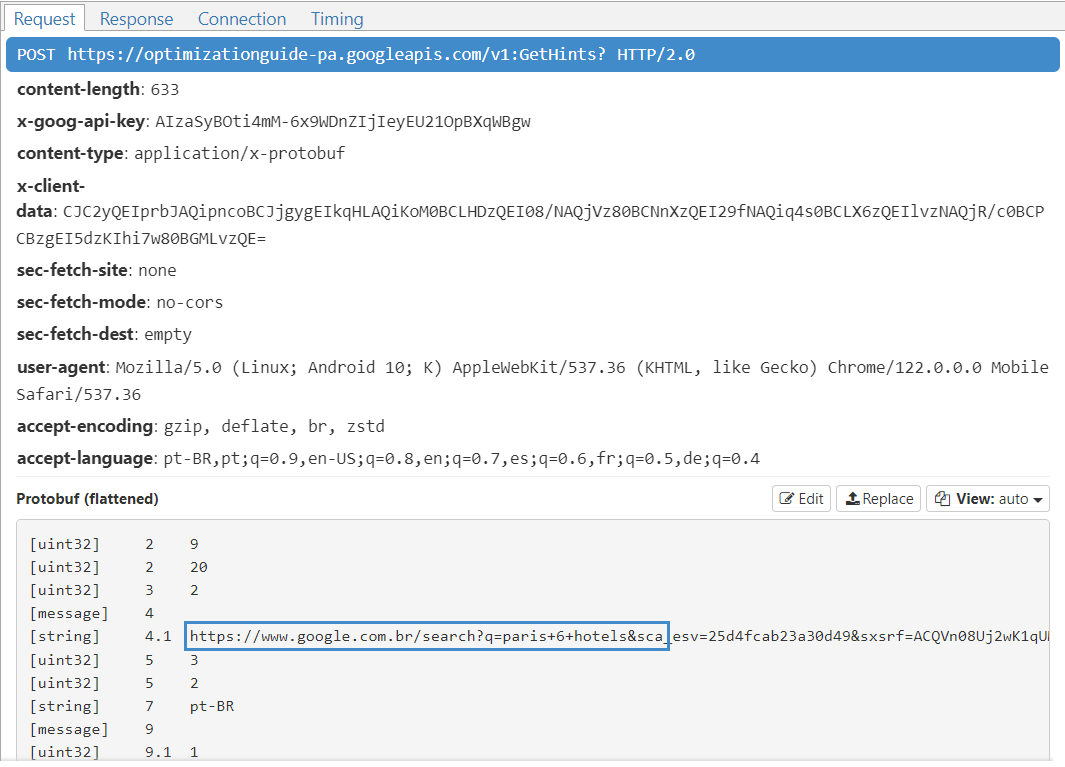 Request Response Connection Timing
POST https://optimizationguide-pa.googleapis.com/v1:GetHints? HTTP/2.0
content-length: 633
x-goog-api-key: AIzaSyBOti4mM-6x9WDnZIjIeyEU21OpBXqWBgw
content-type: application/x-protobuf
x-client-
data: CJC2yQEIprbJAQipncoBCJjgygEIkqHLAQiKoM0BCLHDzQEI08/NAQjVz80BCNnXzQEI29fNAQiq4s0BCLX6zQEIlvzNAQjR/c0BCP
CBzgEI5dzKIhi7w80BGMLvzQE=
sec-fetch-site: none
sec-fetch-mode: no-cors
sec-fetch-dest: empty
user-agent: Mozilla/5.0 (Linux; Android 10; K) AppleWebKit/537.36 (KHTML, like Gecko) Chrome/122.0.0.0 Mobile
Safari/537.36
accept-encoding: gzip, deflate, br, zstd
accept-language: pt-BR,pt;q=0.9,en-US;q=0.8,en;q=0.7,es;q=0.6,fr;q=0.5,de;q=0.4
Protobuf (flattened) Edit Replace View: auto
[uint32] 2 9
[uint32] 2 20
[uint32] 3 2
[message] 4
[string] 4.1 https://www.google.com.br/search?q=paris+6+hotels&sca_esv=25d4fcab23a30d49&sxsrf=ACQVn08Uj2wK1qU
[uint32] 5 3
[uint32] 5 2
[string] 7 pt-BR
[message] 9
[uint32] 9.1 1